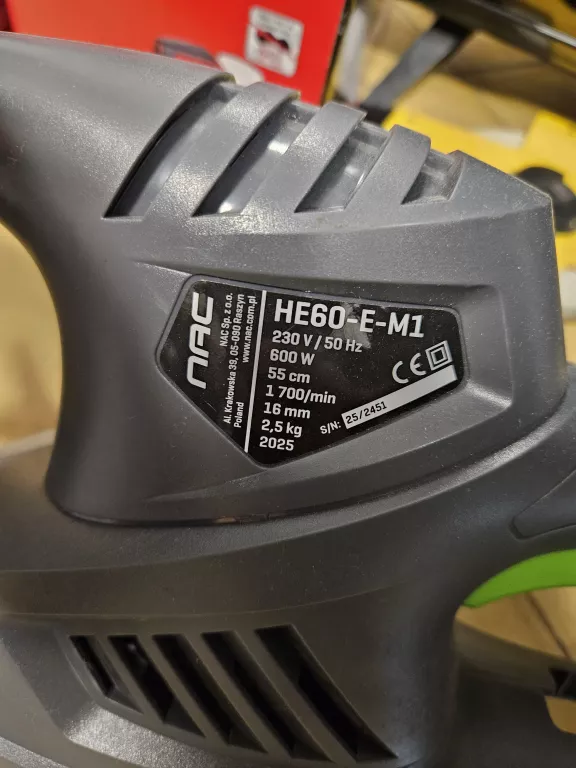 NAC
NAC Sp. z o.o.
Al. Krakowska 39, 05-090 Raszyn
Poland
www.nac.com.pl
HE60-E-M1
230 V / 50 Hz
600 W
55 cm
1 700/min
16 mm
2,5 kg
2025
CE
S/N: 25/2451